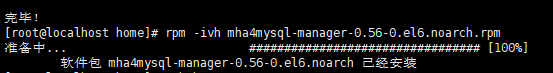 完毕！
[root@localhost home]# rpm -ivh mha4mysql-manager-0.56-0.el6.noarch.rpm
准备中... ################################# [100%]
软件包 mha4mysql-manager-0.56-0.el6.noarch 已经安装